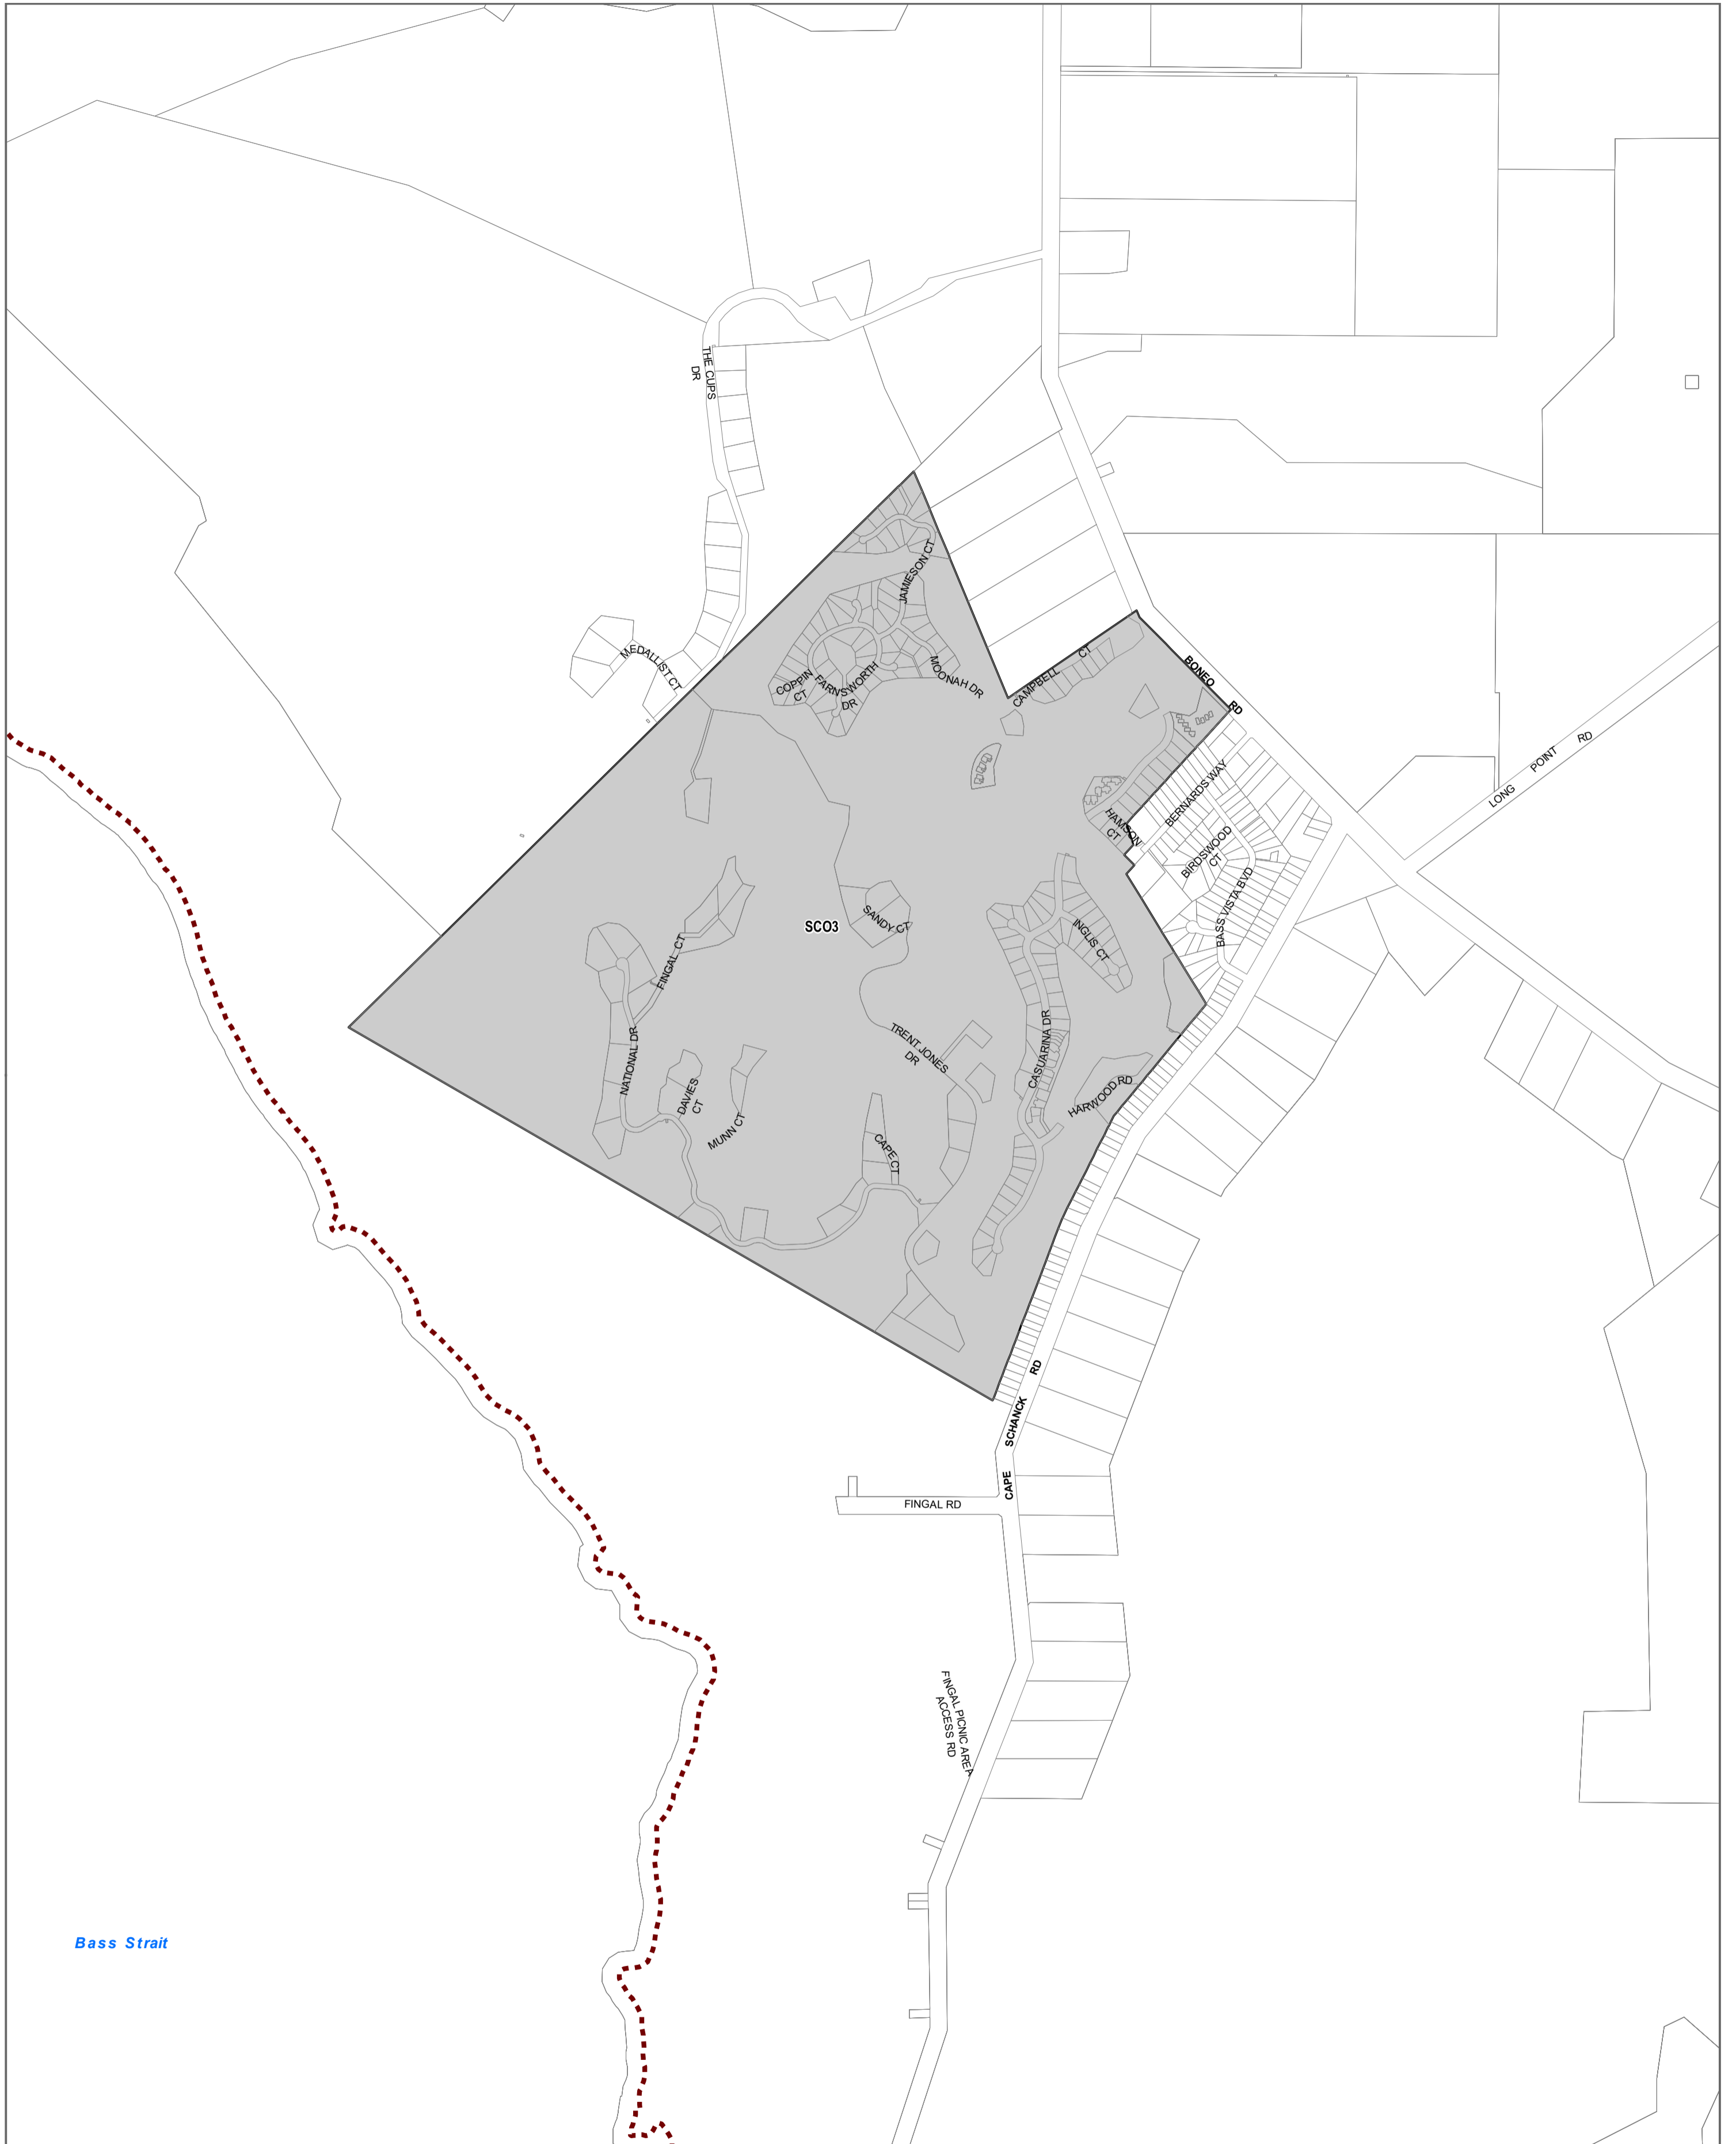 THE CUPS
DR
JAMIESON CT
MEDALLIST CT
COPPIN
CT
FARNSWORTH
DR
MOONAH DR
CAMPBELL CT
BONEO RD
LONG POINT RD
BERNARDS WAY
HAMSON
CT
BIRDSWOOD
CT
BASS VISTA BVD
SCO3
SANDY CT
INGLIS CT
FINGAL CT
NATIONAL DR
TRENT JONES
DR
CASUARINA DR
DAVIES
CT
MUNN CT
HARWOOD RD
CAPE CT
CAPE SCHANCK RD
FINGAL RD
FINGAL PICNIC AREA
ACCESS RD
Bass Strait